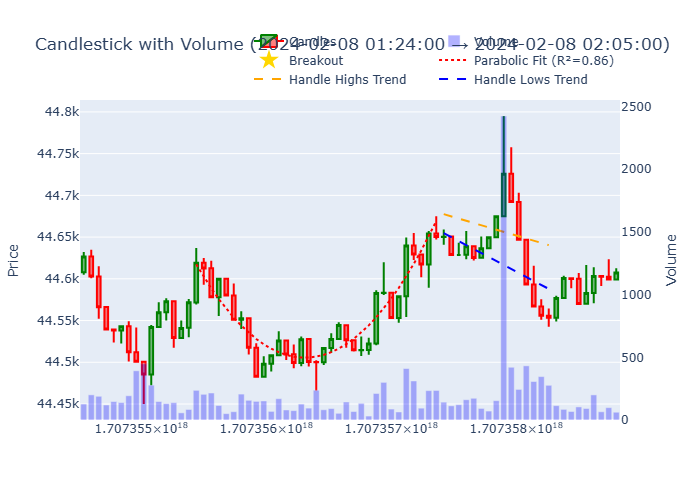 Candlestick with Volume (2024-02-08 01:24:00 → 2024-02-08 02:05:00)
Candles
Volume
Breakout
Parabolic Fit (R²=0.86)
Handle Highs Trend
Handle Lows Trend
44.8k
44.75k
44.7k
44.65k
44.6k
44.55k
44.5k
44.45k
Price
2500
2000
1500
1000
500
0
Volume
1.707355×10¹⁸
1.707356×10¹⁸
1.707357×10¹⁸
1.707358×10¹⁸